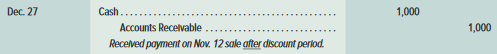 Dec. 27 Cash . . . . . . . . . . . . . . . . . . . . . . . . . . . . . . . . . . . . . . . . . . . 1,000
Accounts Receivable . . . . . . . . . . . . . . . . . . . . . . . . . . 1,000
Received payment on Nov. 12 sale after discount period.